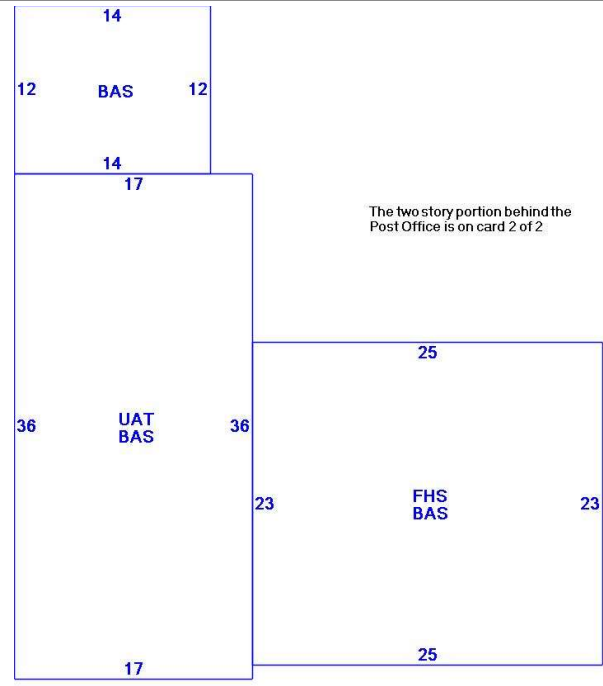 14
12 BAS 12
14
17
The two story portion behind the
Post Office is on card 2 of 2
25
36 UAT 36
BAS
23 FHS 23
BAS
25
17